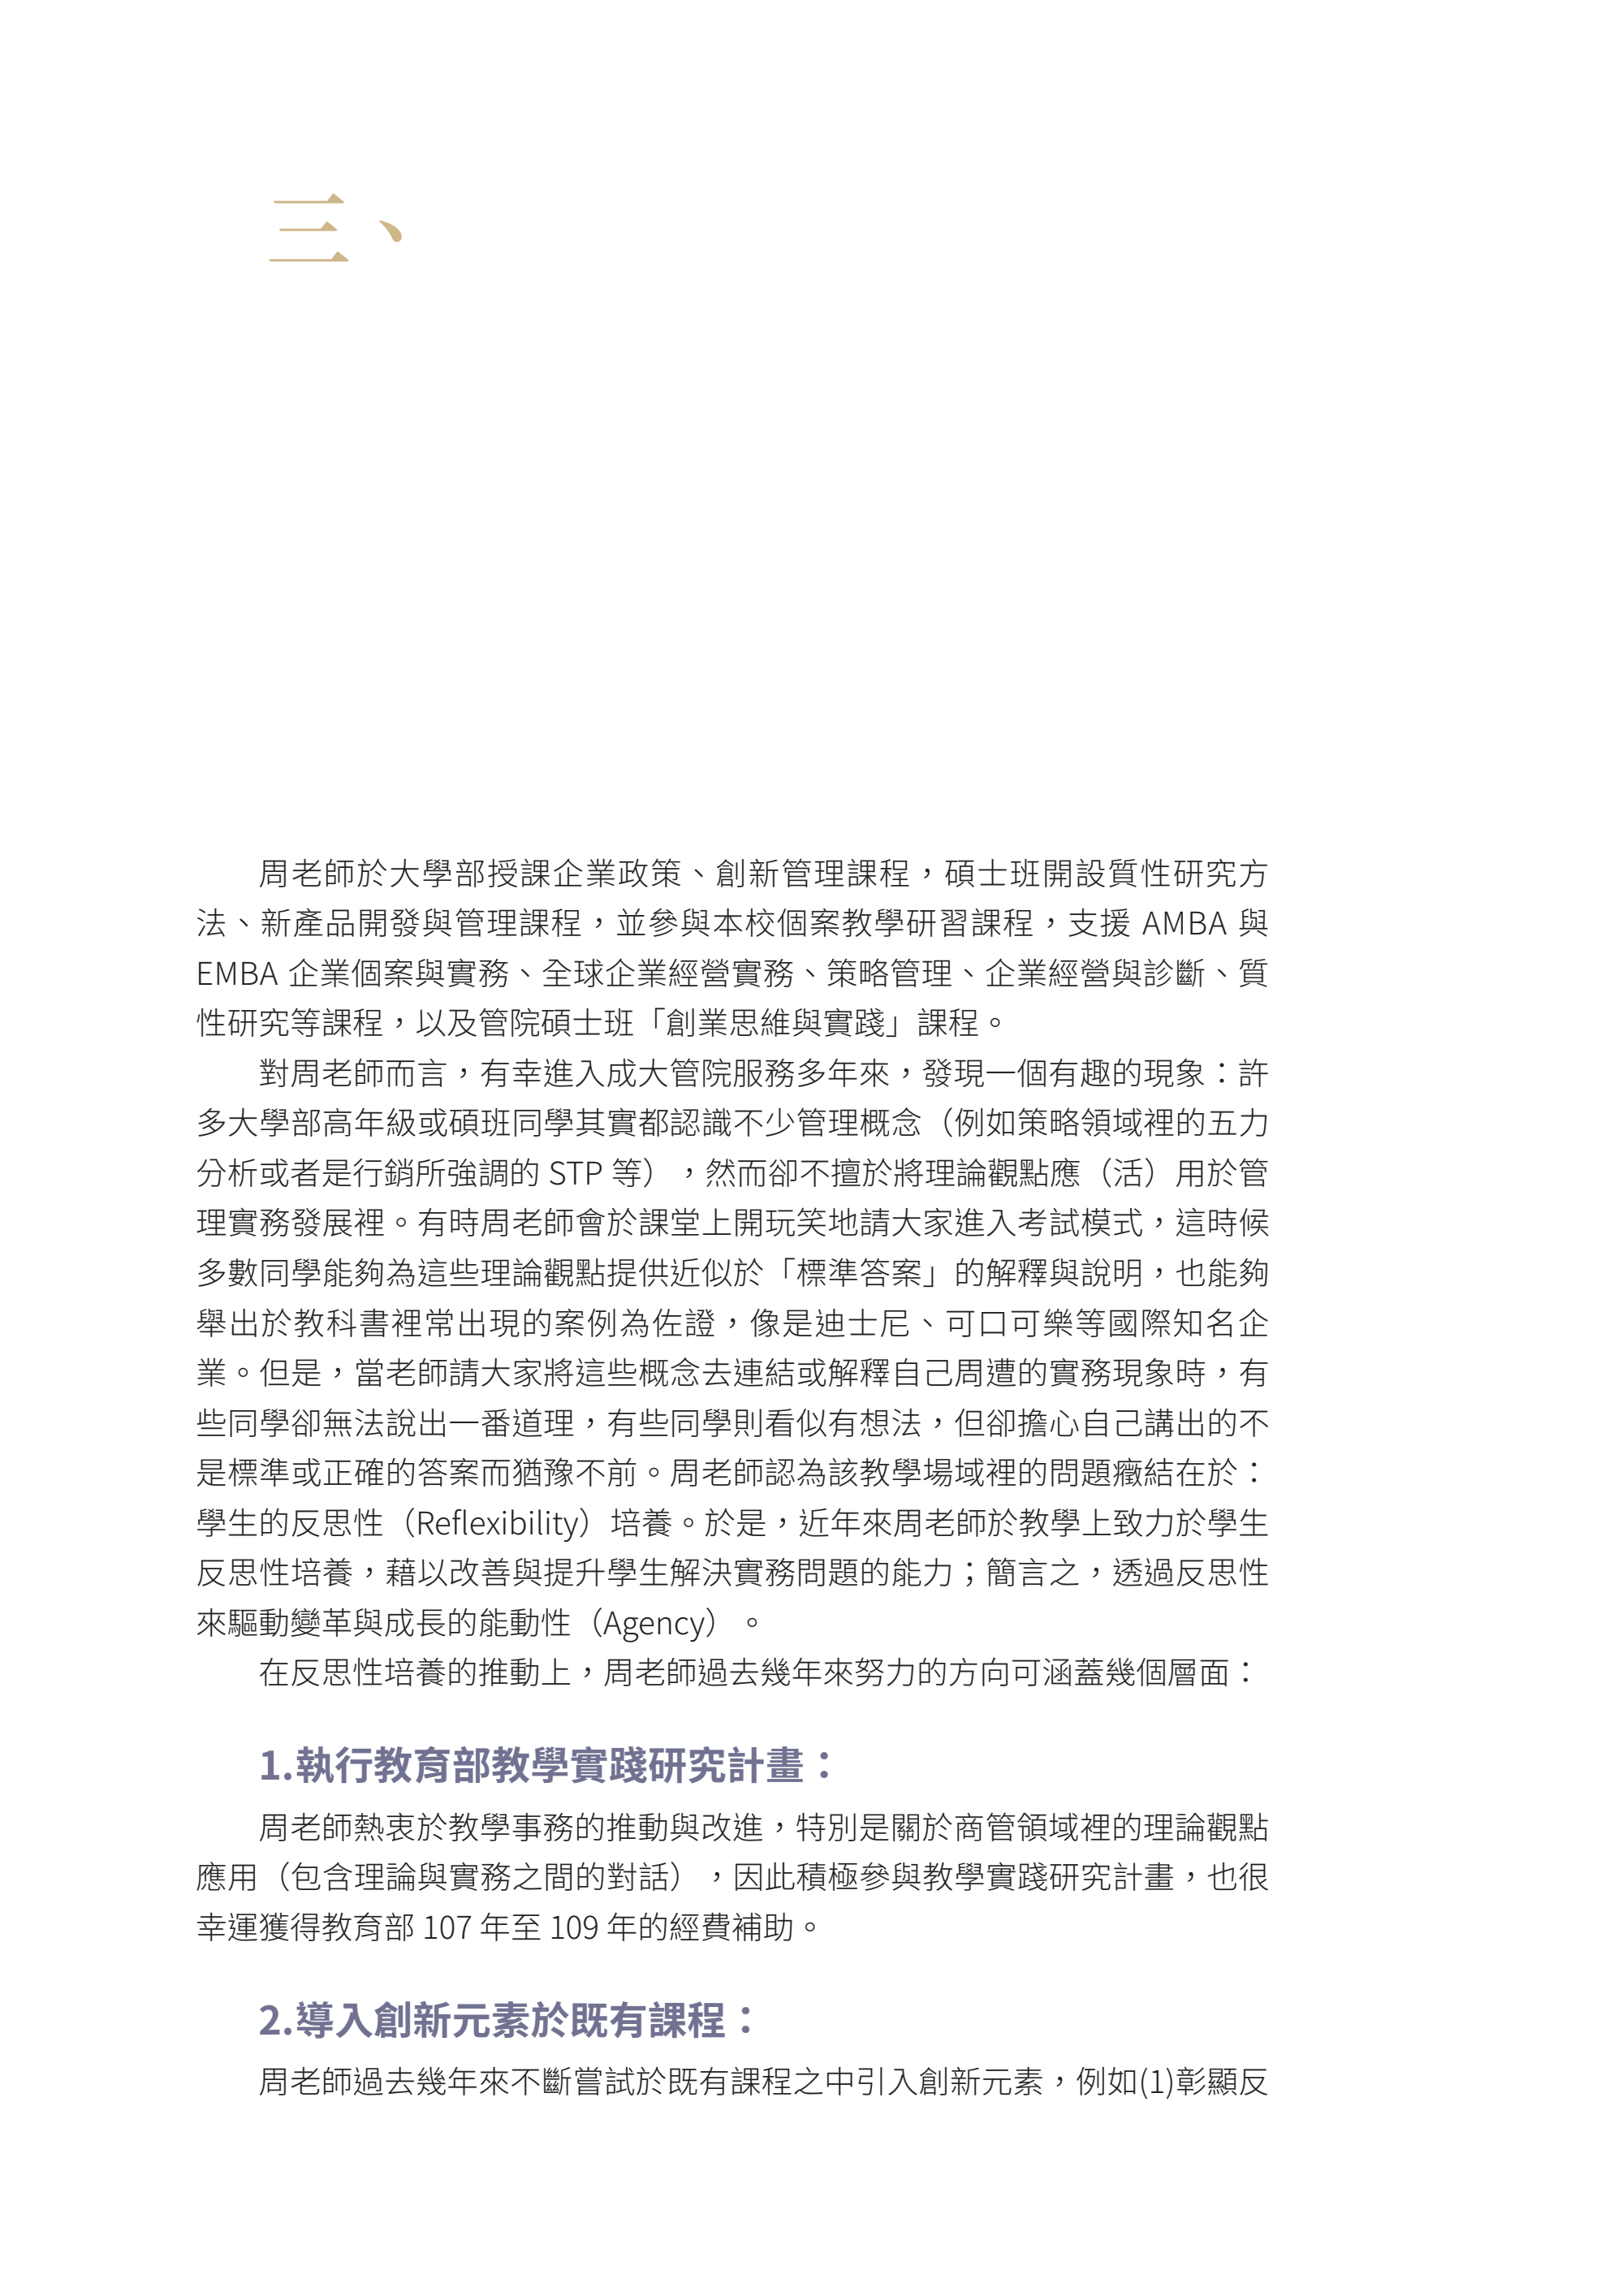 三、
周老師於大學部授課企業政策、創新管理課程，碩士班開設質性研究方
法、新產品開發與管理課程，並參與本校個案教學研習課程，支援 AMBA 與
EMBA 企業個案與實務、全球企業經營實務、策略管理、企業經營與診斷、質
性研究等課程，以及管院碩士班「創業思維與實踐」課程。
對周老師而言，有幸進入成大管院服務多年來，發現一個有趣的現象：許
多大學部高年級或碩班同學其實都認識不少管理概念（例如策略領域裡的五力
分析或者是行銷所強調的 STP 等），然而卻不擅於將理論觀點應（活）用於管
理實務發展裡。有時周老師會於課堂上開玩笑地請大家進入考試模式，這時候
多數同學能夠為這些理論觀點提供近似於「標準答案」的解釋與說明，也能夠
舉出於教科書裡常出現的案例為佐證，像是迪士尼、可口可樂等國際知名企
業。但是，當老師請大家將這些概念去連結或解釋自己周遭的實務現象時，有
些同學卻無法說出一番道理，有些同學則看似有想法，但卻擔心自己講出的不
是標準或正確的答案而猶豫不前。周老師認為該教學場域裡的問題癥結在於：
學生的反思性（Reflexibility）培養。於是，近年來周老師於教學上致力於學生
反思性培養，藉以改善與提升學生解決實務問題的能力；簡言之，透過反思性
來驅動變革與成長的能動性（Agency）。
在反思性培養的推動上，周老師過去幾年來努力的方向可涵蓋幾個層面：
1.執行教育部教學實踐研究計畫：
周老師熱衷於教學事務的推動與改進，特別是關於商管領域裡的理論觀點
應用（包含理論與實務之間的對話），因此積極參與教學實踐研究計畫，也很
幸運獲得教育部 107 年至 109 年的經費補助。
2.導入創新元素於既有課程：
周老師過去幾年來不斷嘗試於既有課程之中引入創新元素，例如(1)彰顯反